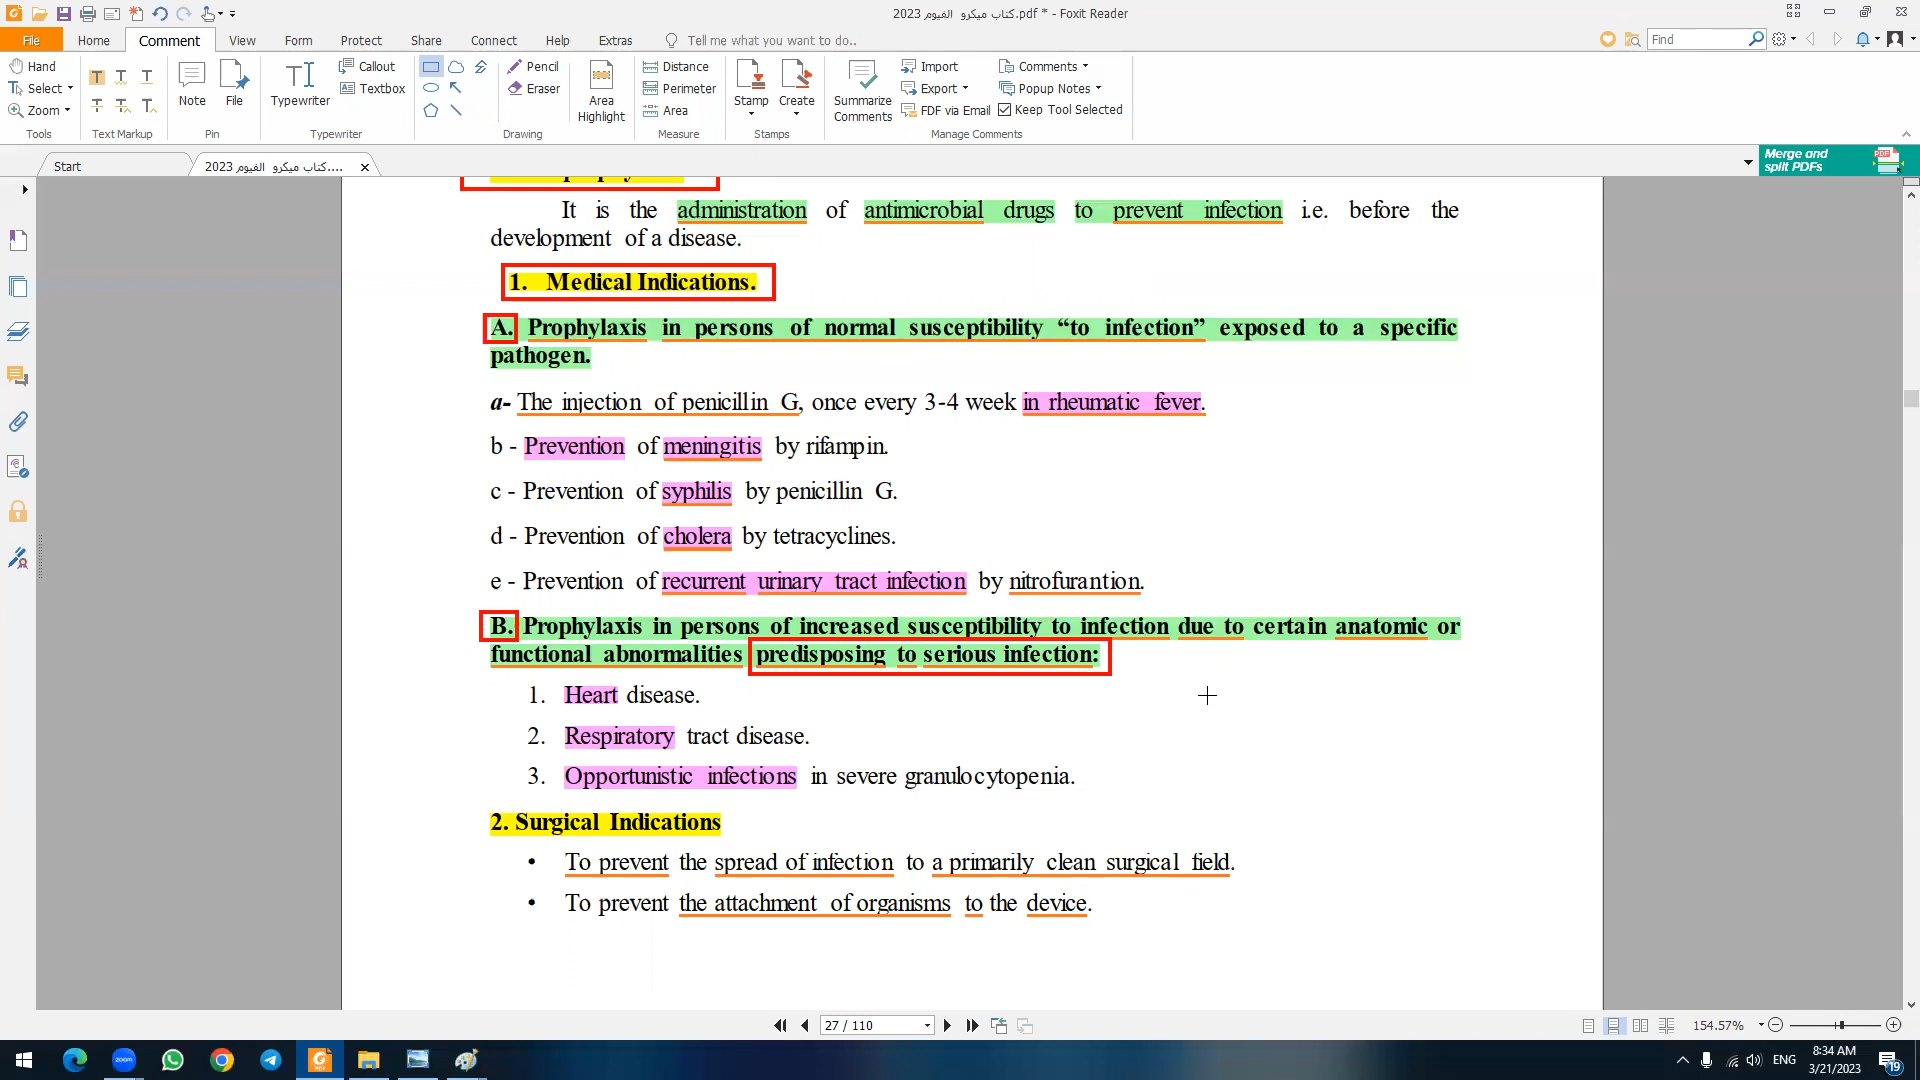 كتاب ميكرو الفيوم 2023.pdf * - Foxit Reader
File Home Comment View Form Protect Share Connect Help Extras Tell me what you want to do.. Find
Hand
Select
Zoom
Tools
Text Markup
Note
File
Pin
Typewriter
Callout
Textbox
Typewriter
Pencil
Eraser
Area
Highlight
Drawing
Distance
Perimeter
Area
Measure
Stamp
Create
Stamps
Summarize
Comments
Import
Export
FDF via Email
Comments
Popup Notes
Keep Tool Selected
Manage Comments
Start
كتاب ميكرو الفيوم 2023....
Merge and
split PDFs
It is the administration of antimicrobial drugs to prevent infection i.e. before the
development of a disease.
1. Medical Indications.
A. Prophylaxis in persons of normal susceptibility “to infection” exposed to a specific
pathogen.
a- The injection of penicillin G, once every 3-4 week in rheumatic fever.
b - Prevention of meningitis by rifampin.
c - Prevention of syphilis by penicillin G.
d - Prevention of cholera by tetracyclines.
e - Prevention of recurrent urinary tract infection by nitrofurantion.
B. Prophylaxis in persons of increased susceptibility to infection due to certain anatomic or
functional abnormalities predisposing to serious infection:
1. Heart disease.
2. Respiratory tract disease.
3. Opportunistic infections in severe granulocytopenia.
2. Surgical Indications
• To prevent the spread of infection to a primarily clean surgical field.
• To prevent the attachment of organisms to the device.
27 / 110
154.57%
zoom
ENG
8:34 AM
3/21/2023
19